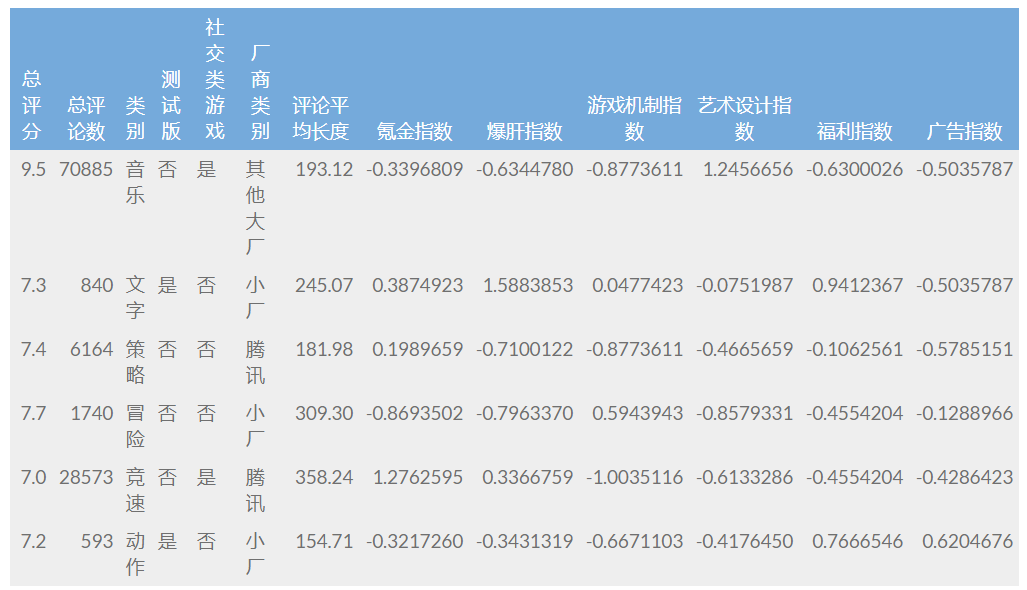 总评分 总评论数 类别 测试版 社交类游戏 厂商类别 评论平均长度 氪金指数 爆肝指数 游戏机制指数 艺术设计指数 福利指数 广告指数
9.5 70885 音乐 否 是 其他大厂 193.12 -0.3396809 -0.6344780 -0.8773611 1.2456656 -0.6300026 -0.5035787
7.3 840 文字 是 否 小厂 245.07 0.3874923 1.5883853 0.0477423 -0.0751987 0.9412367 -0.5035787
7.4 6164 策略 否 否 腾讯 181.98 0.1989659 -0.7100122 -0.8773611 -0.4665659 -0.1062561 -0.5785151
7.7 1740 冒险 否 否 小厂 309.30 -0.8693502 -0.7963370 0.5943943 -0.8579331 -0.4554204 -0.1288966
7.0 28573 竞速 否 是 腾讯 358.24 1.2762595 0.3366759 -1.0035116 -0.6133286 -0.4554204 -0.4286423
7.2 593 动作 是 否 小厂 154.71 -0.3217260 -0.3431319 -0.6671103 -0.4176450 0.7666546 0.6204676